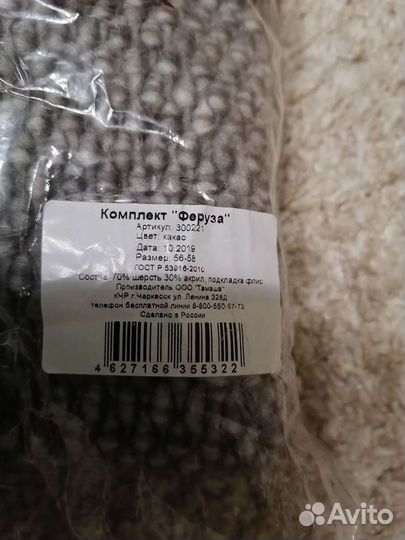 Комплект "Феруза"
Артикул: 300221
Цвет: какао
Дата: 10.2019
Размер: 56-58
ГОСТ Р 53916-2010
Состав: 70% шерсть 30% акрил, подкладка флис
Производитель ООО "Тамаша"
КЧР г.Черкесск ул. Ленина 328Д
телефон бесплатной линии 8-800-550-57-73
Сделано в России
4 627166 355322
Avito